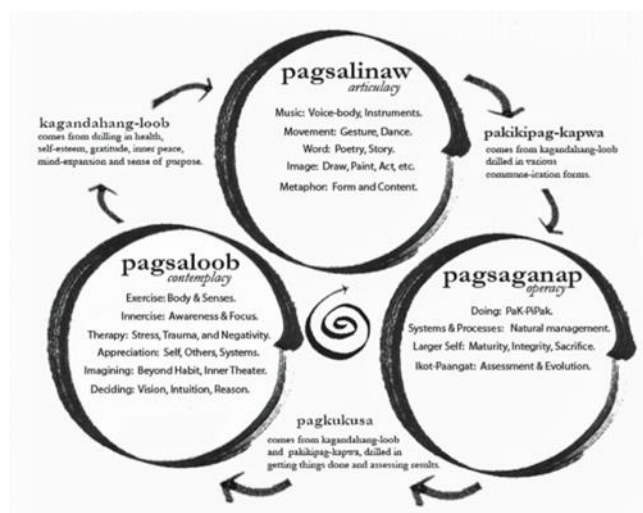 pagsalinaw
articulacy
Music: Voice-body, Instruments.
Movement: Gesture, Dance.
Word: Poetry, Story.
Image: Draw, Paint, Act, etc.
Metaphor: Form and Content.
kagandahang-loob
comes from drilling in health,
self-esteem, gratitude, inner peace,
mind-expansion and sense of purpose.
pakikipag-kapwa
comes from kagandahang-loob
drilled in various
commune-ication forms.
pagsaloob
contemplacy
Exercise: Body & Senses.
Innercise: Awareness & Focus.
Therapy: Stress, Trauma, and Negativity.
Appreciation: Self, Others, Systems.
Imagining: Beyond Habit, Inner Theater.
Deciding: Vision, Intuition, Reason.
pagsaganap
operacy
Doing: PaK-PiPak.
Systems & Processes: Natural management.
Larger Self: Maturity, Integrity, Sacrifice.
Ikot-Paangat: Assessment & Evolution.
pagkukusa
comes from kagandahang-loob
and pakikipag-kapwa, drilled in
getting things done and assessing results.